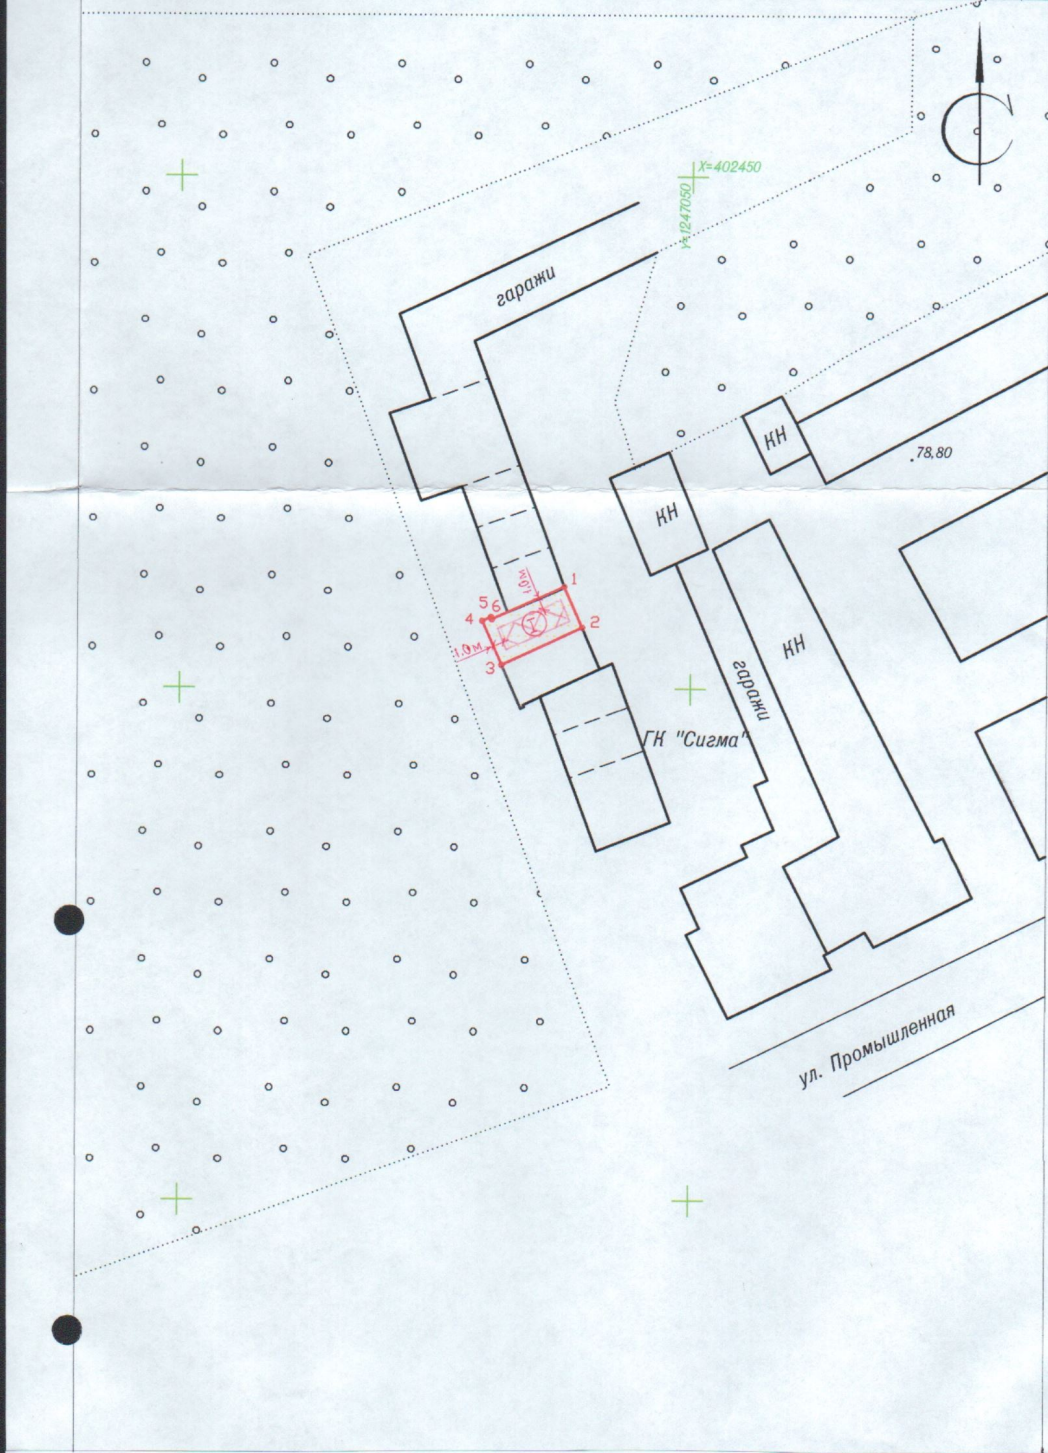 С
X=402450
Y=1247050
гаражи
КН
78,80
КН
1,0м
1
5
6
4
2
1,0м
3
КН
гаражи
ГК "Сигма"
ул. Промышленная